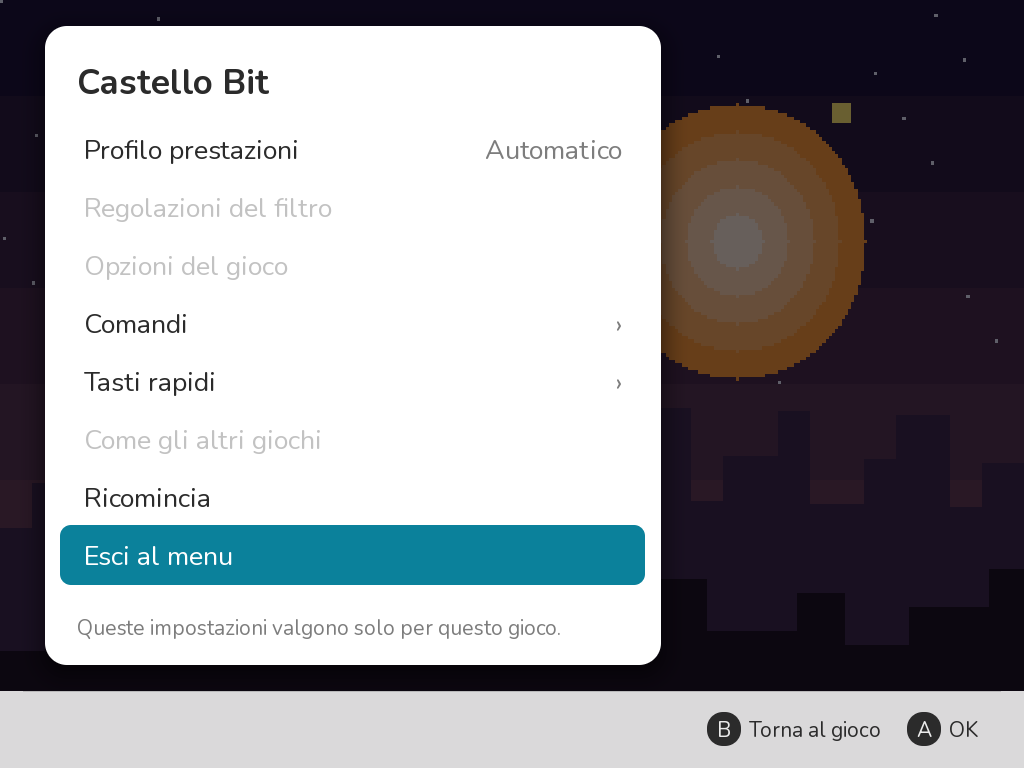 Castello Bit
Profilo prestazioni Automatico
Regolazioni del filtro
Opzioni del gioco
Comandi ›
Tasti rapidi ›
Come gli altri giochi
Ricomincia
Esci al menu
Queste impostazioni valgono solo per questo gioco.
B Torna al gioco A OK